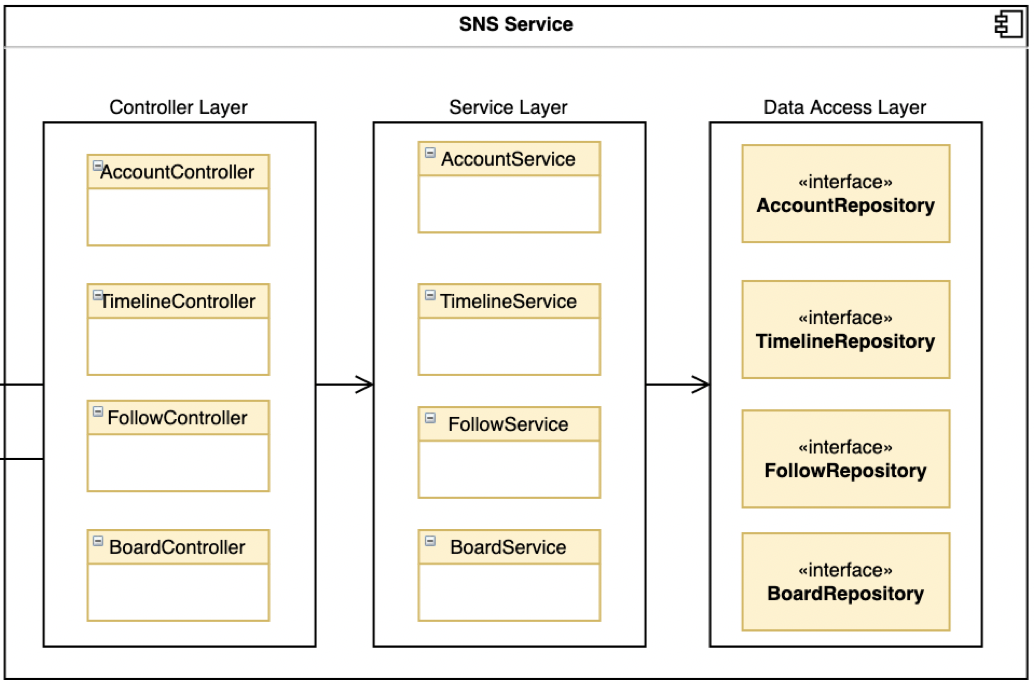 SNS Service
Controller Layer
AccountController
TimelineController
FollowController
BoardController
Service Layer
AccountService
TimelineService
FollowService
BoardService
Data Access Layer
«interface»
AccountRepository
«interface»
TimelineRepository
«interface»
FollowRepository
«interface»
BoardRepository